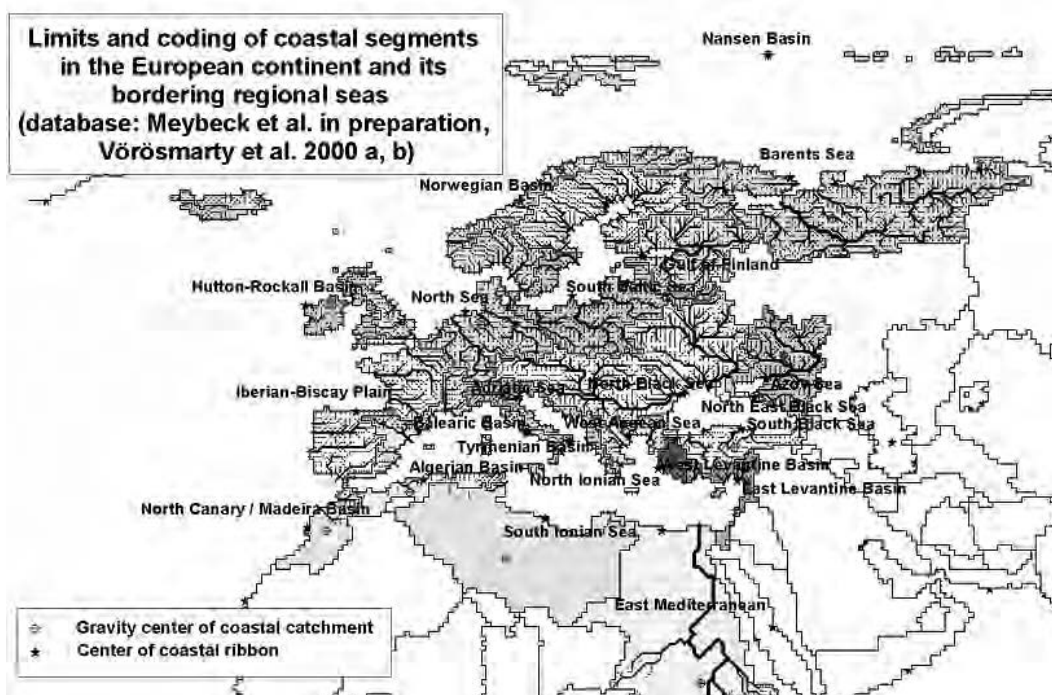 Limits and coding of coastal segments
in the European continent and its
bordering regional seas
(database: Meybeck et al. in preparation,
Vörösmarty et al. 2000 a, b)
Nansen Basin
Barents Sea
Norwegian Basin
Gulf of Finland
Hutton-Rockall Basin
North Sea
South Baltic Sea
Iberian-Biscay Plain
Adriatic Sea
North Black Sea
Azov Sea
North East Black Sea
Balearic Basin
West Aegean Sea
South Black Sea
Tyrrhenian Basin
Algerian Basin
West Levantine Basin
North Ionian Sea
East Levantine Basin
North Canary / Madeira Basin
South Ionian Sea
East Mediterranean
Gravity center of coastal catchment
Center of coastal ribbon